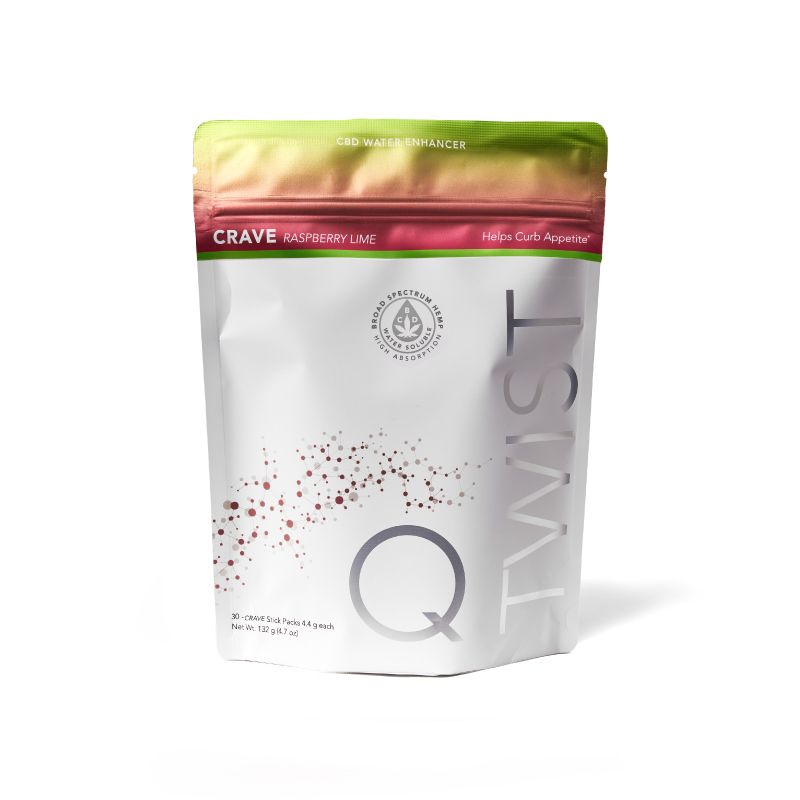 CBD WATER ENHANCER
CRAVE RASPBERRY LIME
Helps Curb Appetite*
BROAD SPECTRUM HEMP
B
C D
WATER SOLUBLE
HIGH ABSORPTION
TWIST
Q
30 - CRAVE Stick Packs 4.4 g each
Net Wt. 132 g (4.7 oz)